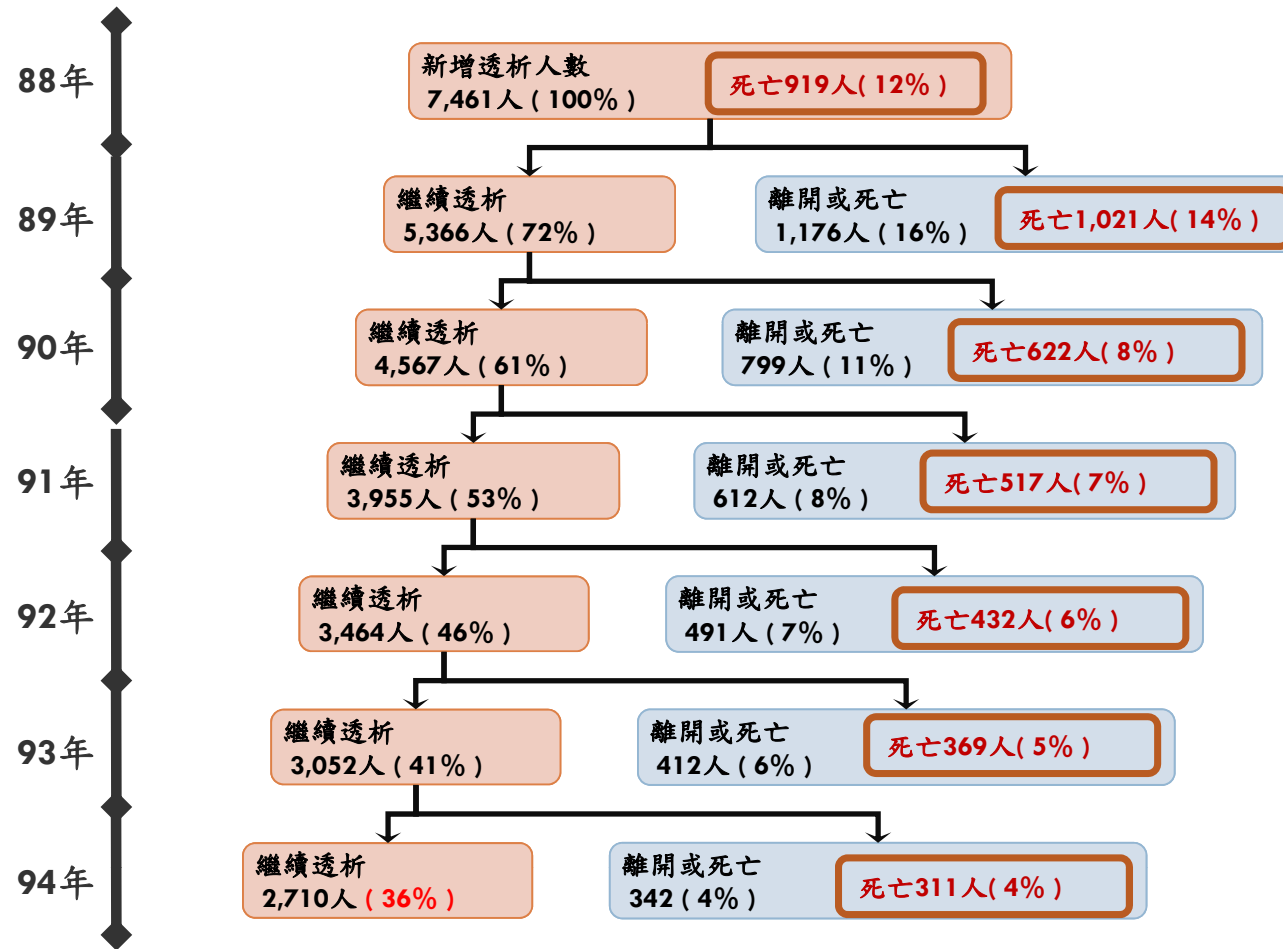 88年
新增透析人數
7,461人 ( 100% )
死亡919人( 12% )
89年
繼續透析
5,366人 ( 72% )
離開或死亡
1,176人 ( 16% )
死亡1,021人( 14% )
90年
繼續透析
4,567人 ( 61% )
離開或死亡
799人 ( 11% )
死亡622人( 8% )
91年
繼續透析
3,955人 ( 53% )
離開或死亡
612人 ( 8% )
死亡517人( 7% )
92年
繼續透析
3,464人 ( 46% )
離開或死亡
491人 ( 7% )
死亡432人( 6% )
93年
繼續透析
3,052人 ( 41% )
離開或死亡
412人 ( 6% )
死亡369人( 5% )
94年
繼續透析
2,710人 ( 36% )
離開或死亡
342 ( 4% )
死亡311人( 4% )